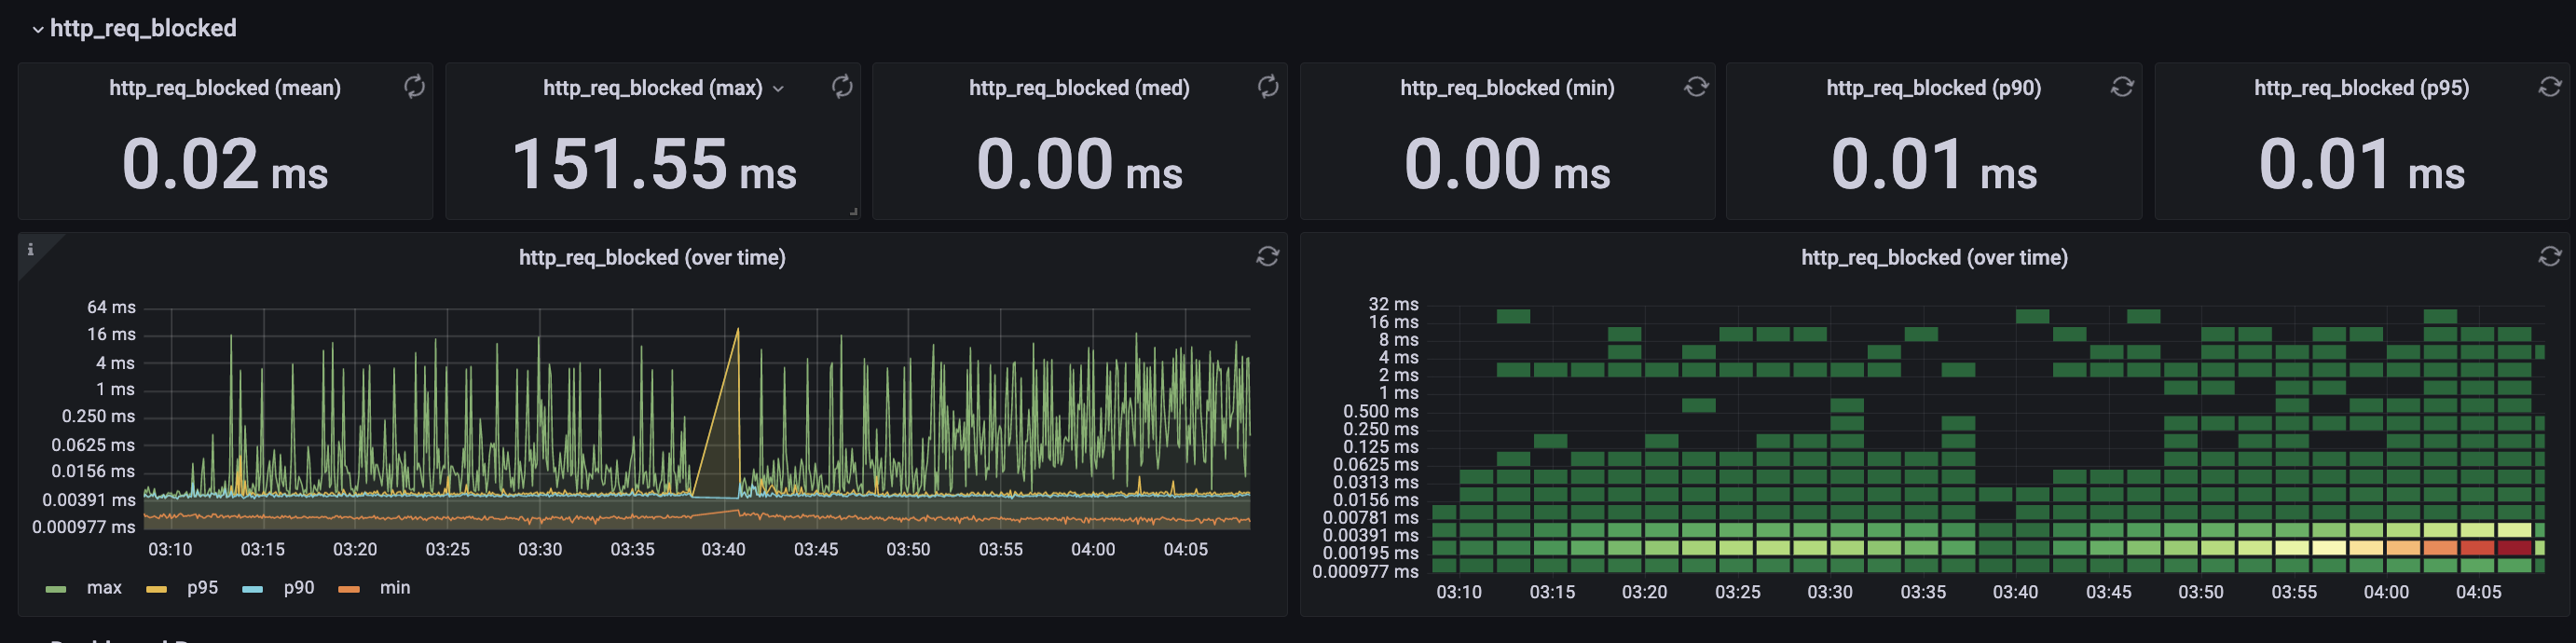 http_req_blocked
http_req_blocked (mean)
0.02 ms
http_req_blocked (max)
151.55 ms
http_req_blocked (med)
0.00 ms
http_req_blocked (min)
0.00 ms
http_req_blocked (p90)
0.01 ms
http_req_blocked (p95)
0.01 ms
i
http_req_blocked (over time)
64 ms
16 ms
4 ms
1 ms
0.250 ms
0.0625 ms
0.0156 ms
0.00391 ms
0.000977 ms
03:10 03:15 03:20 03:25 03:30 03:35 03:40 03:45 03:50 03:55 04:00 04:05
max p95 p90 min
http_req_blocked (over time)
32 ms
16 ms
8 ms
4 ms
2 ms
1 ms
0.500 ms
0.250 ms
0.125 ms
0.0625 ms
0.0313 ms
0.0156 ms
0.00781 ms
0.00391 ms
0.00195 ms
0.000977 ms
03:10 03:15 03:20 03:25 03:30 03:35 03:40 03:45 03:50 03:55 04:00 04:05